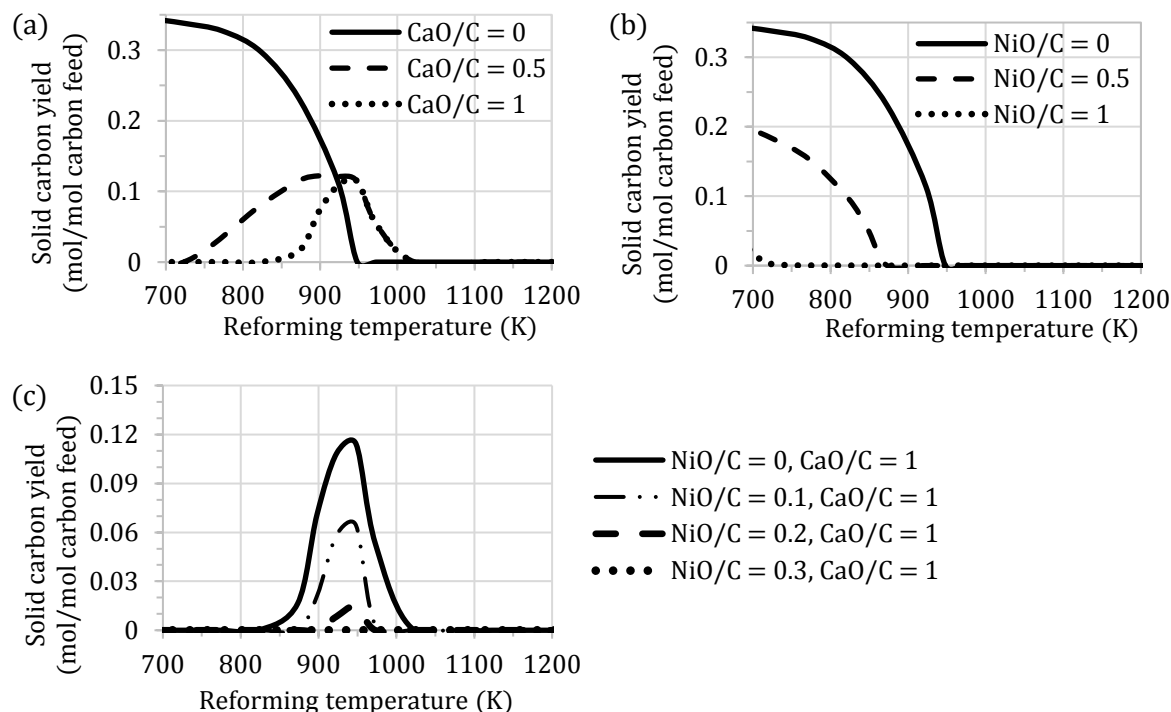 (a)
Solid carbon yield
(mol/mol carbon feed)
0.3
0.2
0.1
0
CaO/C = 0
CaO/C = 0.5
CaO/C = 1
700 800 900 1000 1100 1200
Reforming temperature (K)
(b)
Solid carbon yield
(mol/mol carbon feed)
0.3
0.2
0.1
0
NiO/C = 0
NiO/C = 0.5
NiO/C = 1
700 800 900 1000 1100 1200
Reforming temperature (K)
(c)
Solid carbon yield
(mol/mol carbon feed)
0.15
0.12
0.09
0.06
0.03
0
700 800 900 1000 1100 1200
Reforming temperature (K)
NiO/C = 0, CaO/C = 1
NiO/C = 0.1, CaO/C = 1
NiO/C = 0.2, CaO/C = 1
NiO/C = 0.3, CaO/C = 1